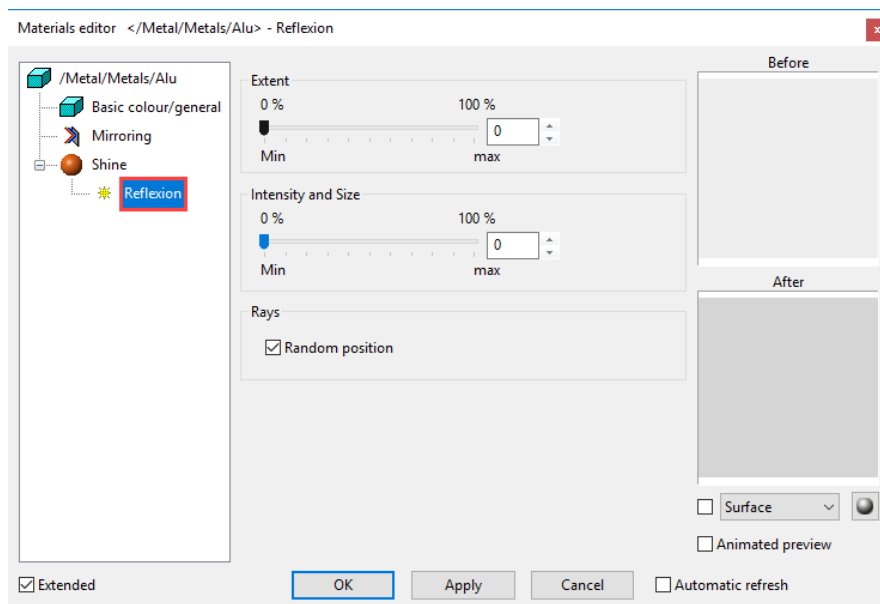 Materials editor </Metal/Metals/Alu> - Reflexion
x
/Metal/Metals/Alu
Basic colour/general
Mirroring
Shine
Reflexion
Extent
0 % 100 %
0
Min max
Intensity and Size
0 % 100 %
0
Min max
Rays
Random position
Before
After
Surface
Animated preview
Extended
OK
Apply
Cancel
Automatic refresh